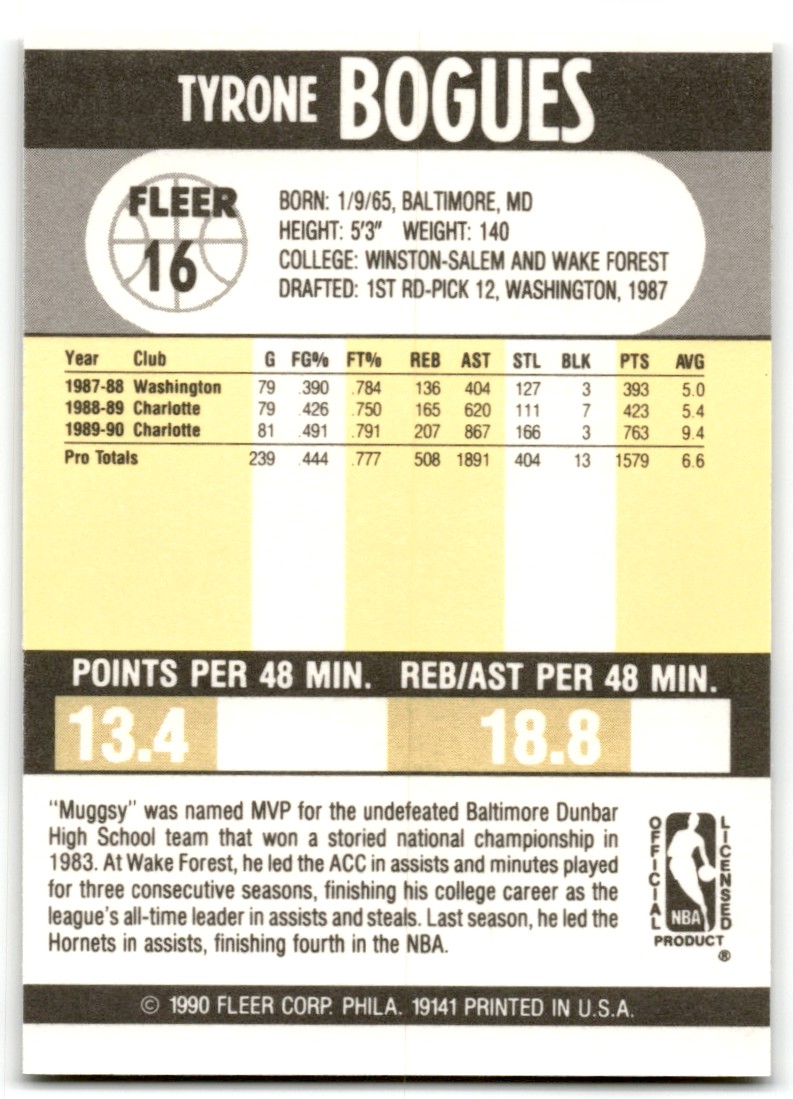 TYRONE BOGUES
FLEER
16
BORN: 1/9/65, BALTIMORE, MD
HEIGHT: 5'3" WEIGHT: 140
COLLEGE: WINSTON-SALEM AND WAKE FOREST
DRAFTED: 1ST RD-PICK 12, WASHINGTON, 1987
Year Club G FG% FT% REB AST STL BLK PTS AVG
1987-88 Washington 79 .390 .784 136 404 127 3 393 5.0
1988-89 Charlotte 79 .426 .750 165 620 111 7 423 5.4
1989-90 Charlotte 81 .491 .791 207 867 166 3 763 9.4
Pro Totals 239 .444 .777 508 1891 404 13 1579 6.6
POINTS PER 48 MIN. REB/AST PER 48 MIN.
13.4 18.8
"Muggsy" was named MVP for the undefeated Baltimore Dunbar
High School team that won a storied national championship in
1983. At Wake Forest, he led the ACC in assists and minutes played
for three consecutive seasons, finishing his college career as the
league's all-time leader in assists and steals. Last season, he led the
Hornets in assists, finishing fourth in the NBA.
OFFICIAL
LICENSED
NBA
PRODUCT
®
© 1990 FLEER CORP. PHILA. 19141 PRINTED IN U.S.A.